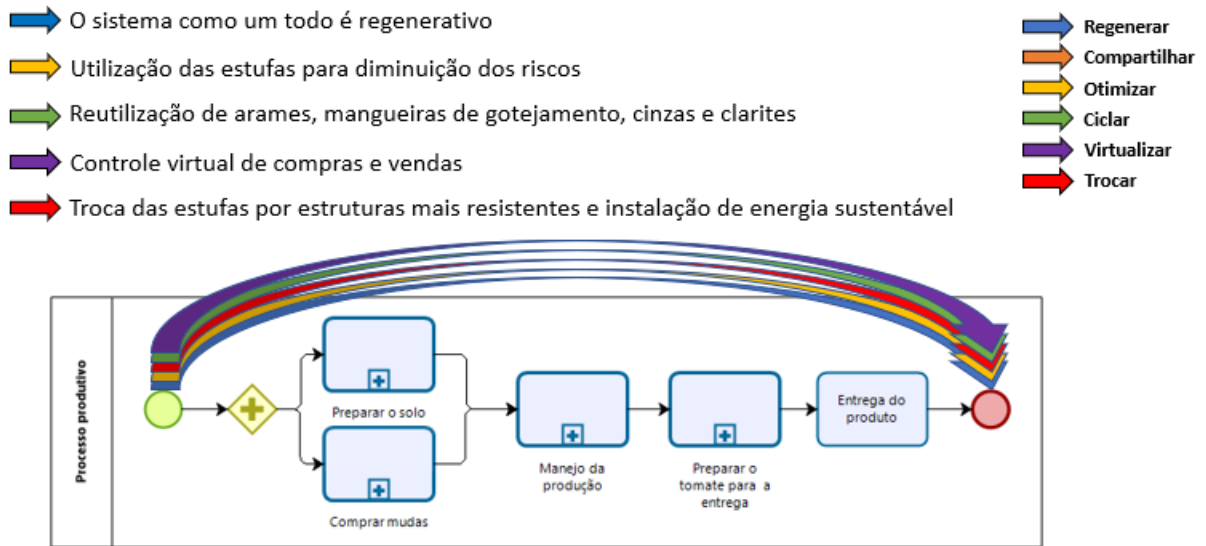 O sistema como um todo é regenerativo
Utilização das estufas para diminuição dos riscos
Reutilização de arames, mangueiras de gotejamento, cinzas e clarites
Controle virtual de compras e vendas
Troca das estufas por estruturas mais resistentes e instalação de energia sustentável
Regenerar
Compartilhar
Otimizar
Ciclar
Virtualizar
Trocar
Processo produtivo
Preparar o solo
Comprar mudas
Manejo da
produção
Preparar o
tomate para a
entrega
Entrega do
produto